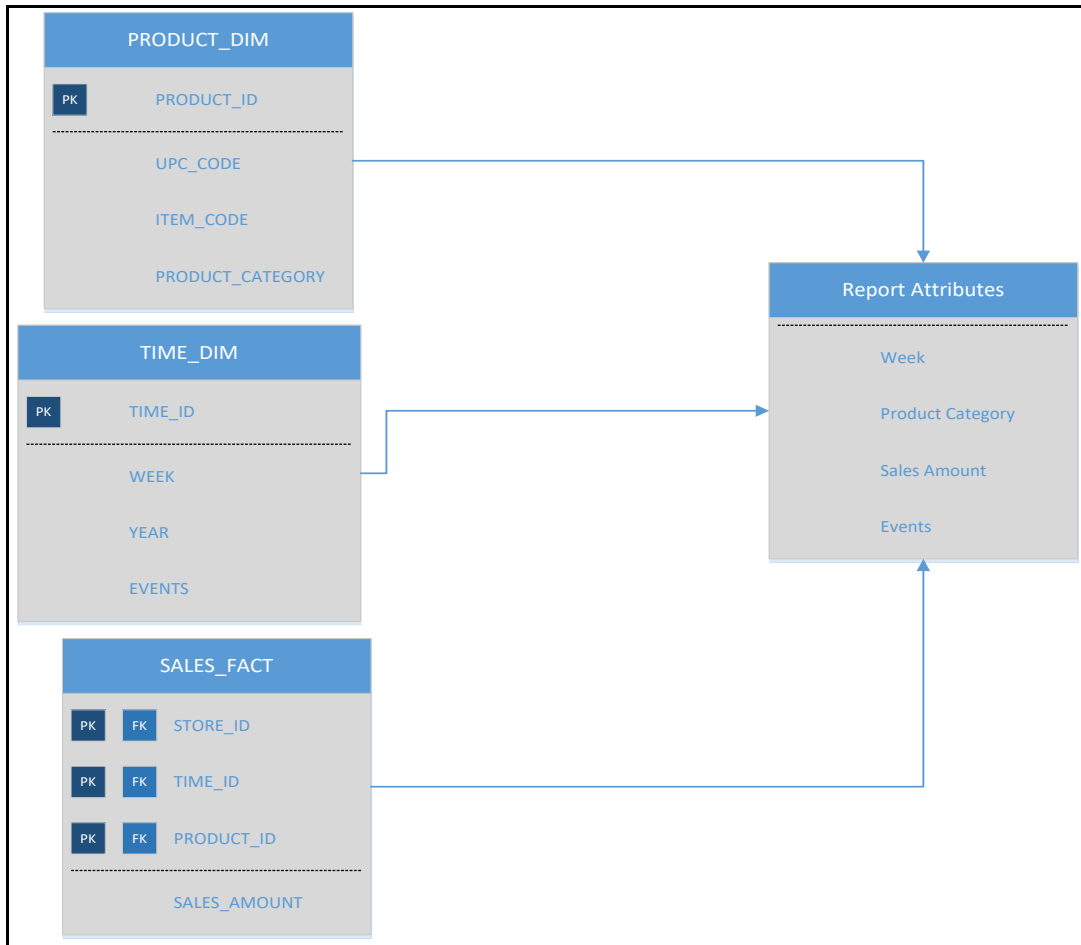 PRODUCT_DIM
PK PRODUCT_ID
UPC_CODE
ITEM_CODE
PRODUCT_CATEGORY
TIME_DIM
PK TIME_ID
WEEK
YEAR
EVENTS
SALES_FACT
PK FK STORE_ID
PK FK TIME_ID
PK FK PRODUCT_ID
SALES_AMOUNT
Report Attributes
Week
Product Category
Sales Amount
Events